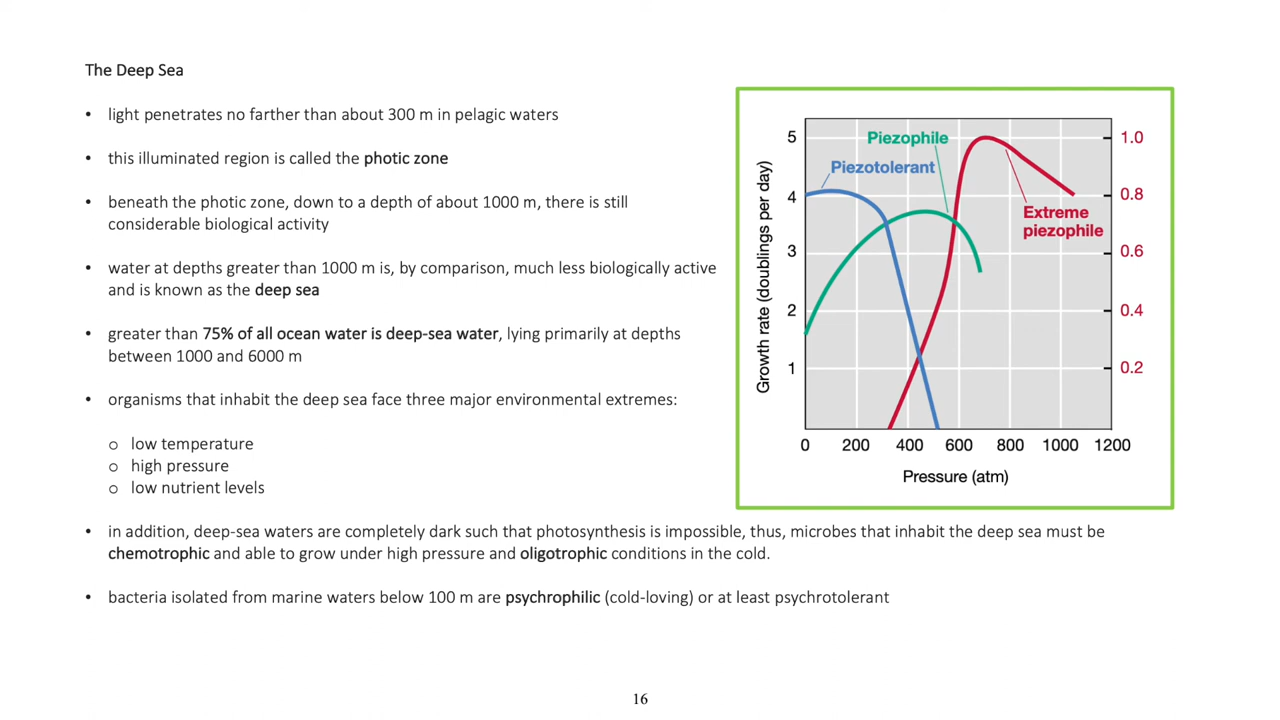 The Deep Sea
• light penetrates no farther than about 300 m in pelagic waters
• this illuminated region is called the photic zone
• beneath the photic zone, down to a depth of about 1000 m, there is still
considerable biological activity
• water at depths greater than 1000 m is, by comparison, much less biologically active
and is known as the deep sea
• greater than 75% of all ocean water is deep-sea water, lying primarily at depths
between 1000 and 6000 m
• organisms that inhabit the deep sea face three major environmental extremes:
o low temperature
o high pressure
o low nutrient levels
• in addition, deep-sea waters are completely dark such that photosynthesis is impossible, thus, microbes that inhabit the deep sea must be
chemotrophic and able to grow under high pressure and oligotrophic conditions in the cold.
• bacteria isolated from marine waters below 100 m are psychrophilic (cold-loving) or at least psychrotolerant
Growth rate (doublings per day)
5
4
3
2
1
Piezophile
Piezotolerant
Extreme
piezophile
1.0
0.8
0.6
0.4
0.2
0 200 400 600 800 1000 1200
Pressure (atm)
16